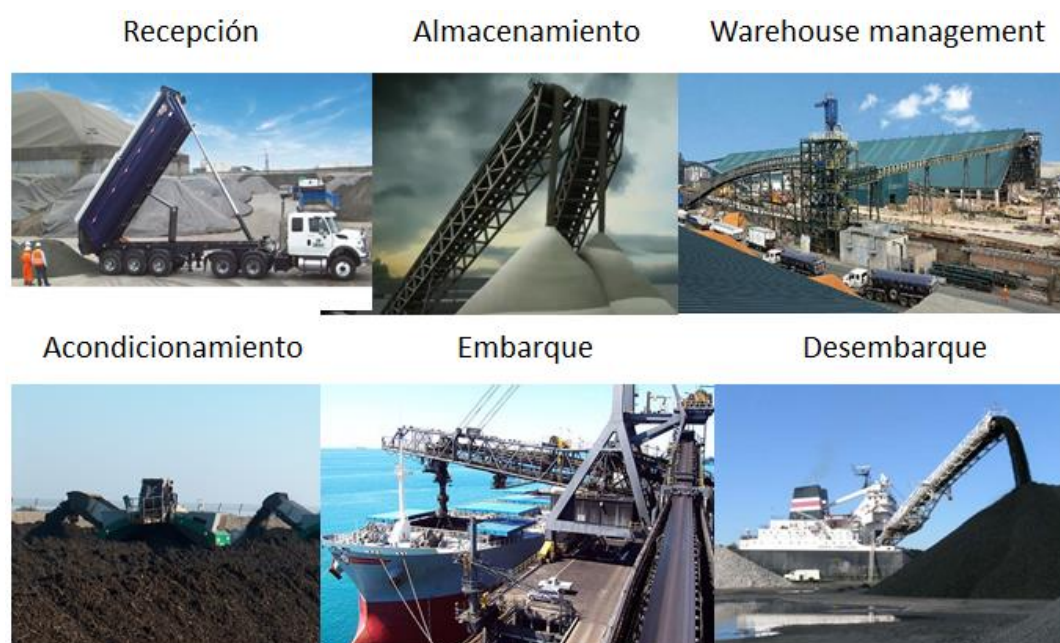 Recepción
Almacenamiento
Warehouse management
Acondicionamiento
Embarque
Desembarque